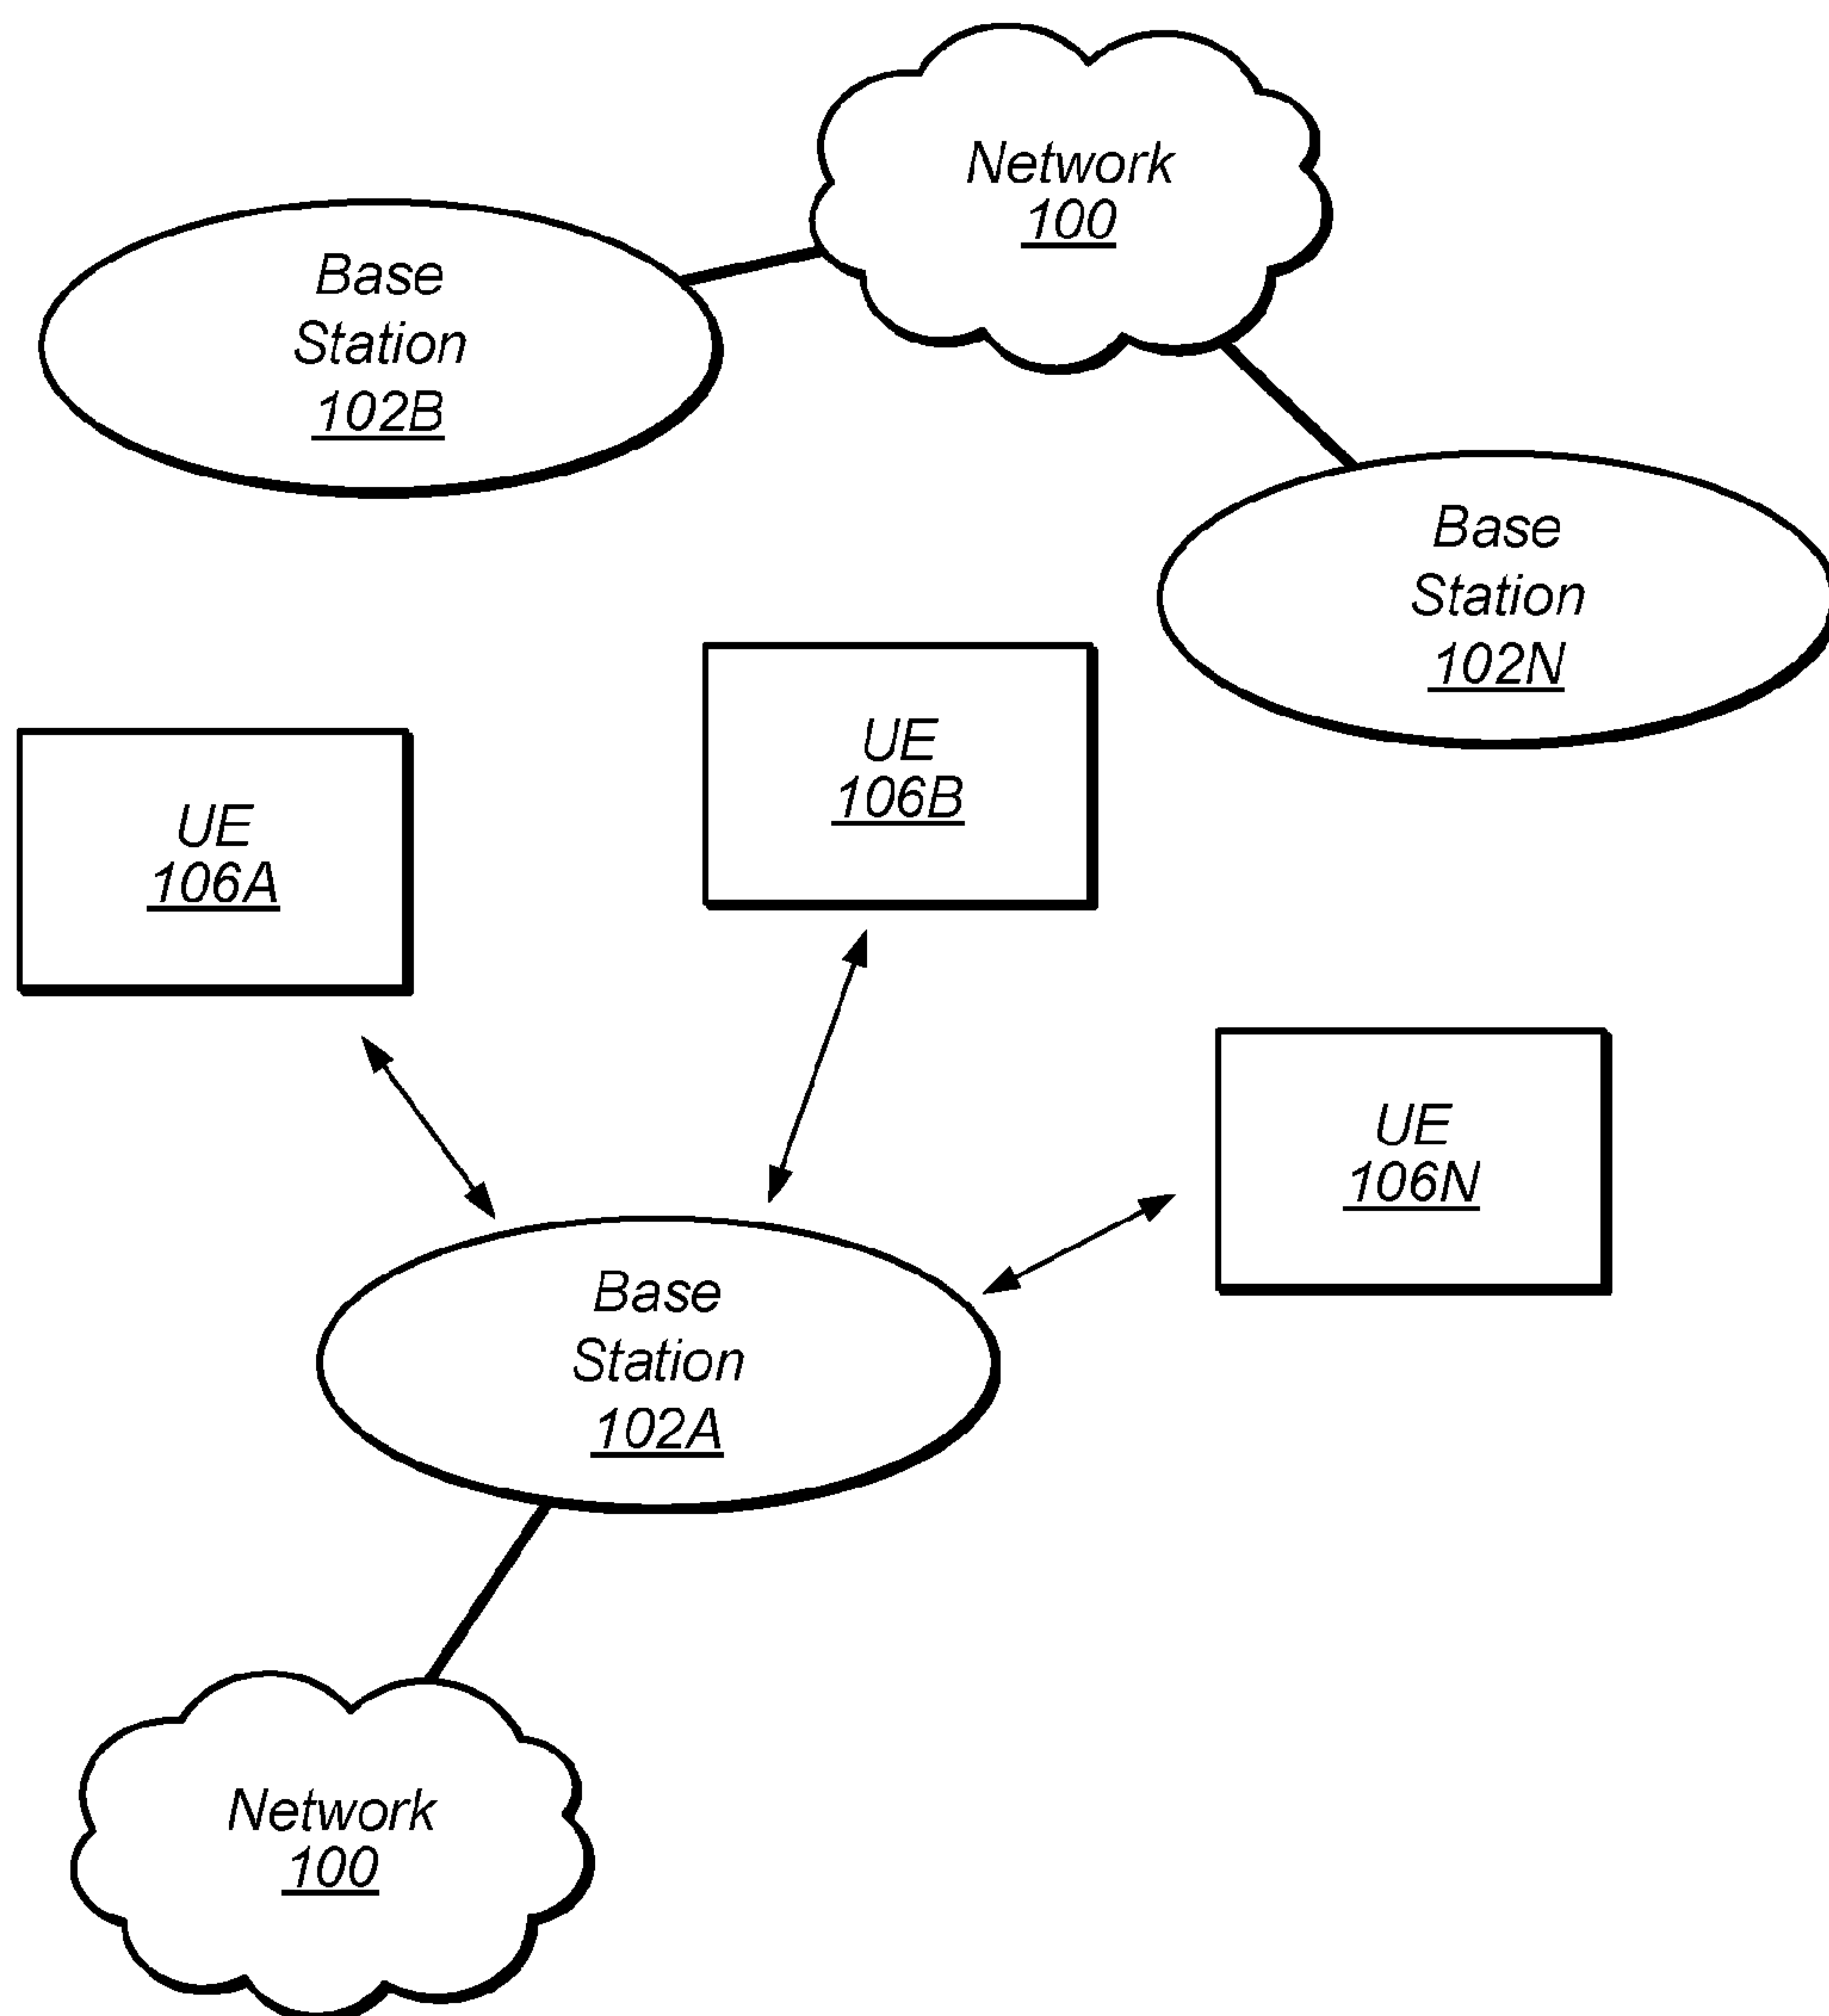 Network
100
Base
Station
102B
Base
Station
102N
UE
106B
UE
106A
UE
106N
Base
Station
102A
Network
100